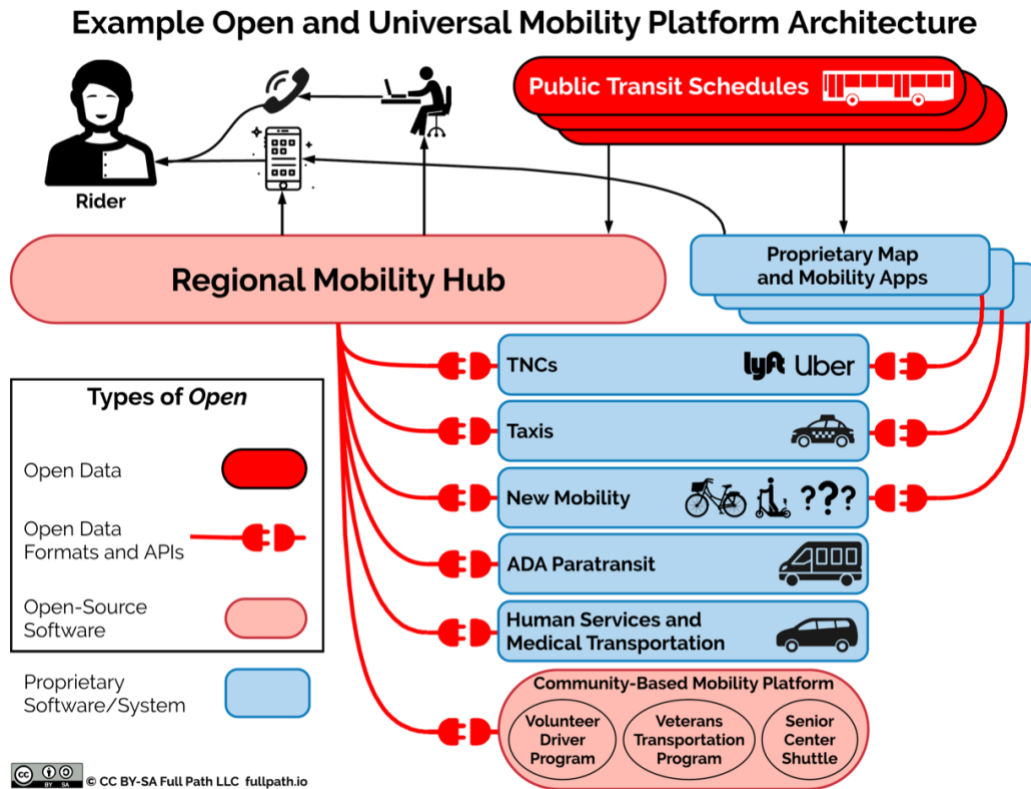 Example Open and Universal Mobility Platform Architecture
Public Transit Schedules
Rider
Regional Mobility Hub
Proprietary Map
and Mobility Apps
TNCs
lyft Uber
Taxis
New Mobility
???
ADA Paratransit
Human Services and
Medical Transportation
Community-Based Mobility Platform
Volunteer
Driver
Program
Veterans
Transportation
Program
Senior
Center
Shuttle
Types of Open
Open Data
Open Data
Formats and APIs
Open-Source
Software
Proprietary
Software/System
CC BY SA
© CC BY-SA Full Path LLC fullpath.io